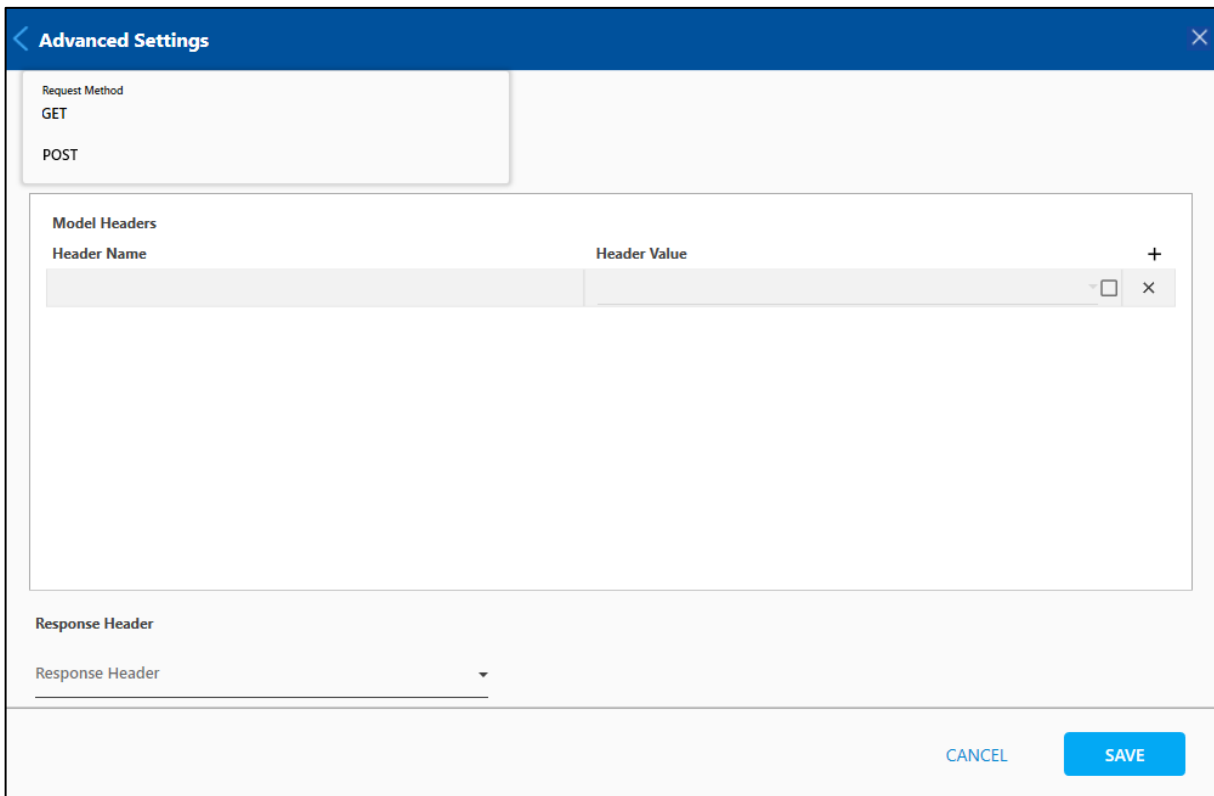 Advanced Settings
Request Method
GET
POST
Model Headers
Header Name Header Value
Response Header
Response Header
CANCEL SAVE